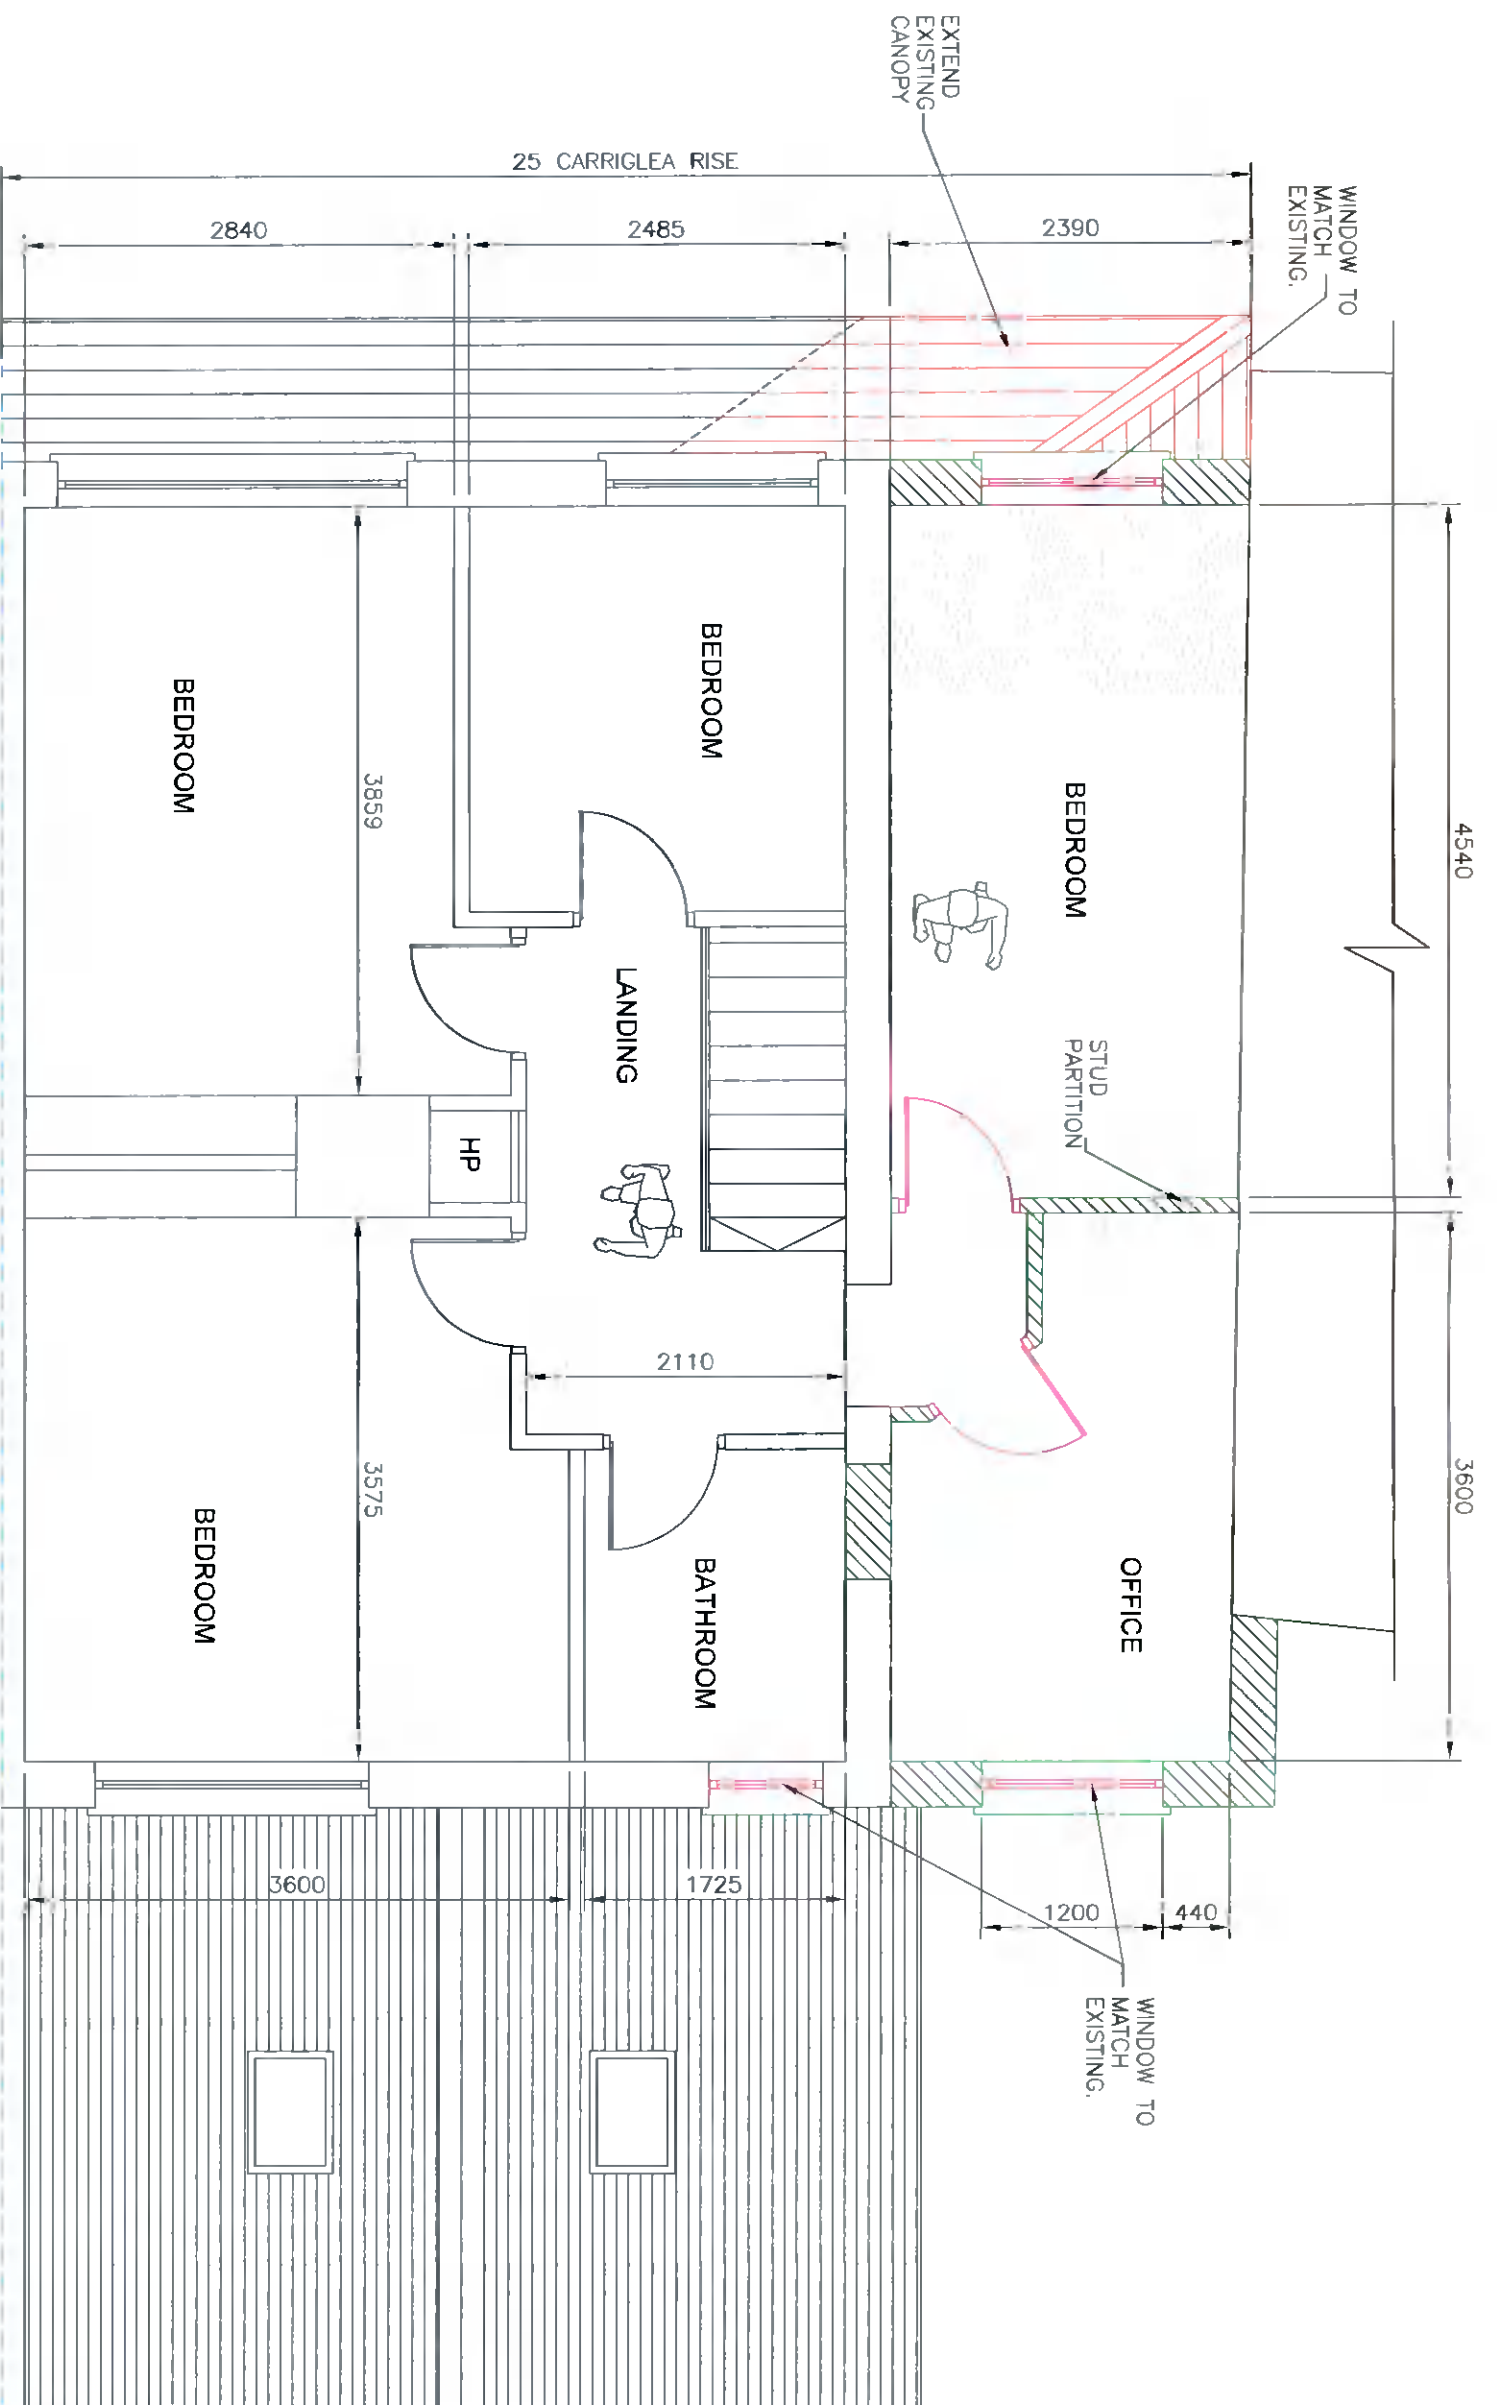 EXTEND
EXISTING
CANOPY
25 CARRIGLEA RISE
2840
2485
2390
WINDOW TO
MATCH
EXISTING.
4540
3600
BEDROOM
BEDROOM
BEDROOM
3859
LANDING
STUD
PARTITION
HP
2110
3575
BEDROOM
BATHROOM
OFFICE
3600
1725
1200
440
WINDOW TO
MATCH
EXISTING.